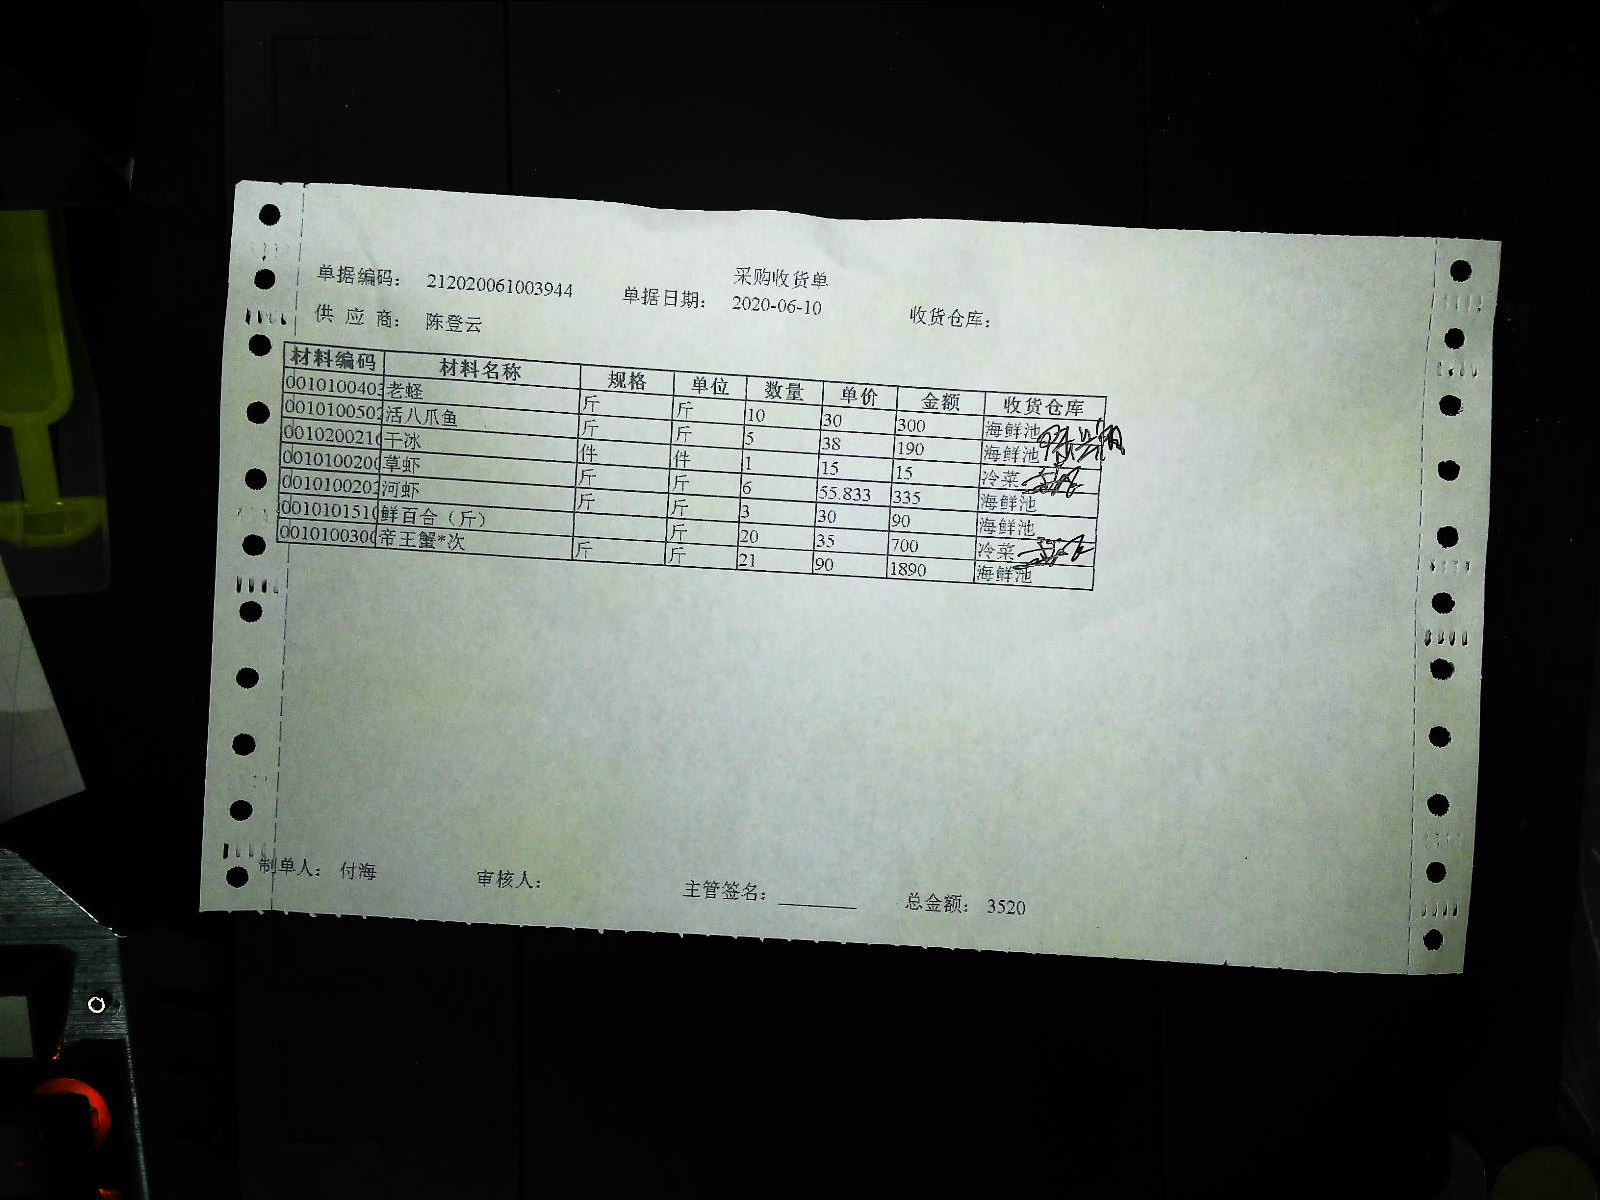 采购收货单
单据编码： 212020061003944 单据日期： 2020-06-10 收货仓库：
供 应 商： 陈登云
材料编码 材料名称 规格 单位 数量 单价 金额 收货仓库
001010040 老蛏 斤 斤 10 30 300 海鲜池
001010050 活八爪鱼 斤 斤 5 38 190 海鲜池
001020021 干冰 件 件 1 15 15 冷菜
001010020 草虾 斤 斤 6 55.833 335 海鲜池
001010020 河虾 斤 斤 3 30 90 海鲜池
001010151 鲜百合（斤） 斤 20 35 700 冷菜
001010030 帝王蟹*次 斤 斤 21 90 1890 海鲜池
制单人： 付海 审核人： 主管签名： 总金额： 3520